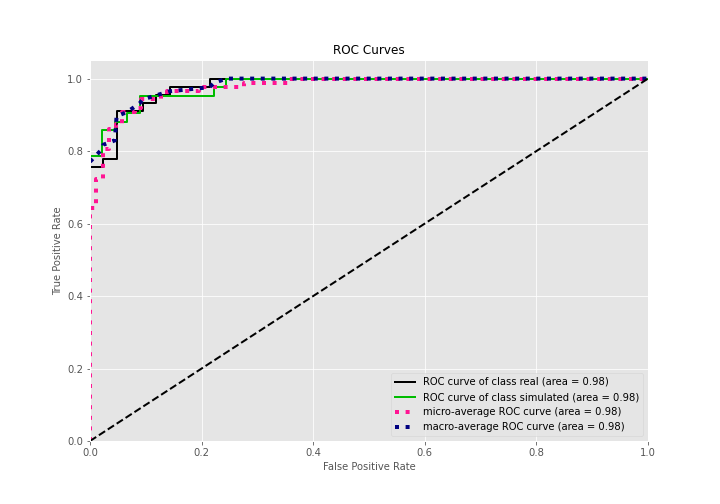 ROC Curves
1.0
0.8
0.6
0.4
0.2
0.0
True Positive Rate
0.0 0.2 0.4 0.6 0.8 1.0
False Positive Rate
ROC curve of class real (area = 0.98)
ROC curve of class simulated (area = 0.98)
micro-average ROC curve (area = 0.98)
macro-average ROC curve (area = 0.98)